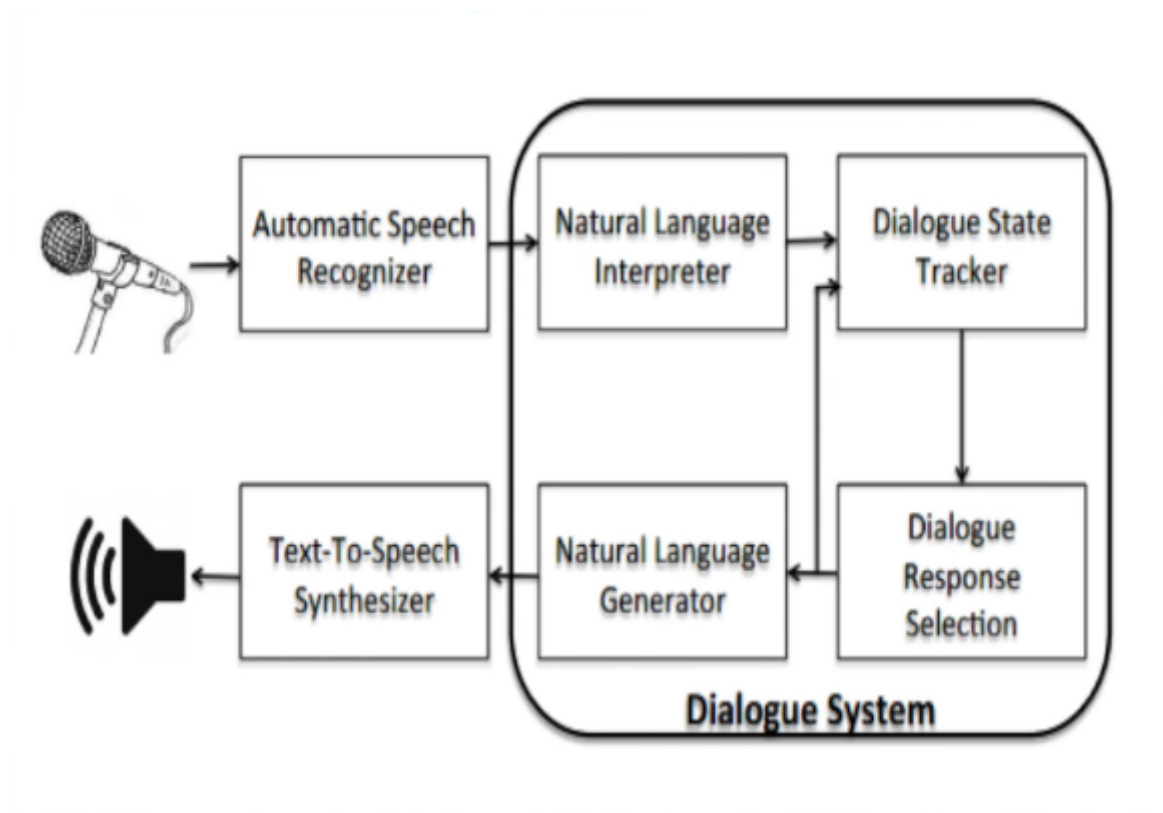 Automatic Speech
Recognizer
Natural Language
Interpreter
Dialogue State
Tracker
Text-To-Speech
Synthesizer
Natural Language
Generator
Dialogue
Response
Selection
Dialogue System